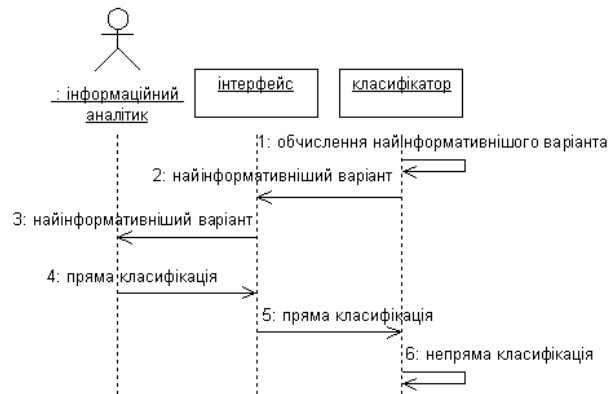 : інформаційний
аналітик
інтерфейс
класифікатор
1: обчислення найінформативнішого варіанта
2: найінформативніший варіант
3: найінформативніший варіант
4: пряма класифікація
5: пряма класифікація
6: непряма класифікація